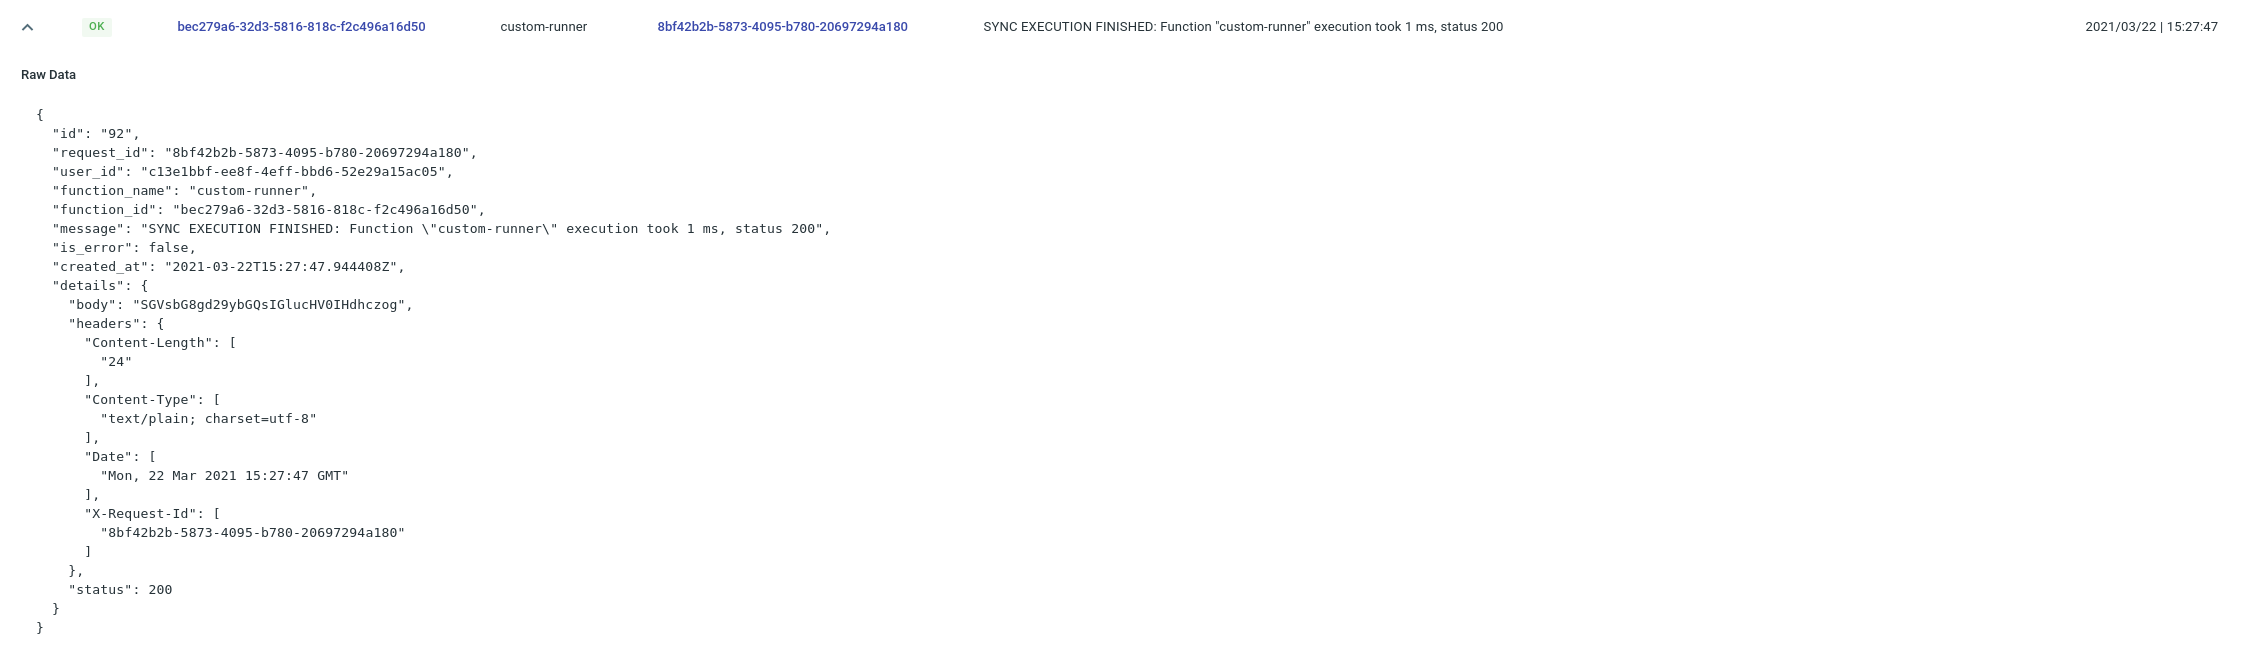 OK bec279a6-32d3-5816-818c-f2c496a16d50 custom-runner 8bf42b2b-5873-4095-b780-20697294a180 SYNC EXECUTION FINISHED: Function "custom-runner" execution took 1 ms, status 200 2021/03/22 | 15:27:47
Raw Data
{
  "id": "92",
  "request_id": "8bf42b2b-5873-4095-b780-20697294a180",
  "user_id": "c13e1bbf-ee8f-4eff-bbd6-52e29a15ac05",
  "function_name": "custom-runner",
  "function_id": "bec279a6-32d3-5816-818c-f2c496a16d50",
  "message": "SYNC EXECUTION FINISHED: Function \"custom-runner\" execution took 1 ms, status 200",
  "is_error": false,
  "created_at": "2021-03-22T15:27:47.944408Z",
  "details": {
    "body": "SGVsbG8gd29ybGQsIGlucHV0IHdhczog",
    "headers": {
      "Content-Length": [
        "24"
      ],
      "Content-Type": [
        "text/plain; charset=utf-8"
      ],
      "Date": [
        "Mon, 22 Mar 2021 15:27:47 GMT"
      ],
      "X-Request-Id": [
        "8bf42b2b-5873-4095-b780-20697294a180"
      ]
    },
    "status": 200
  }
}